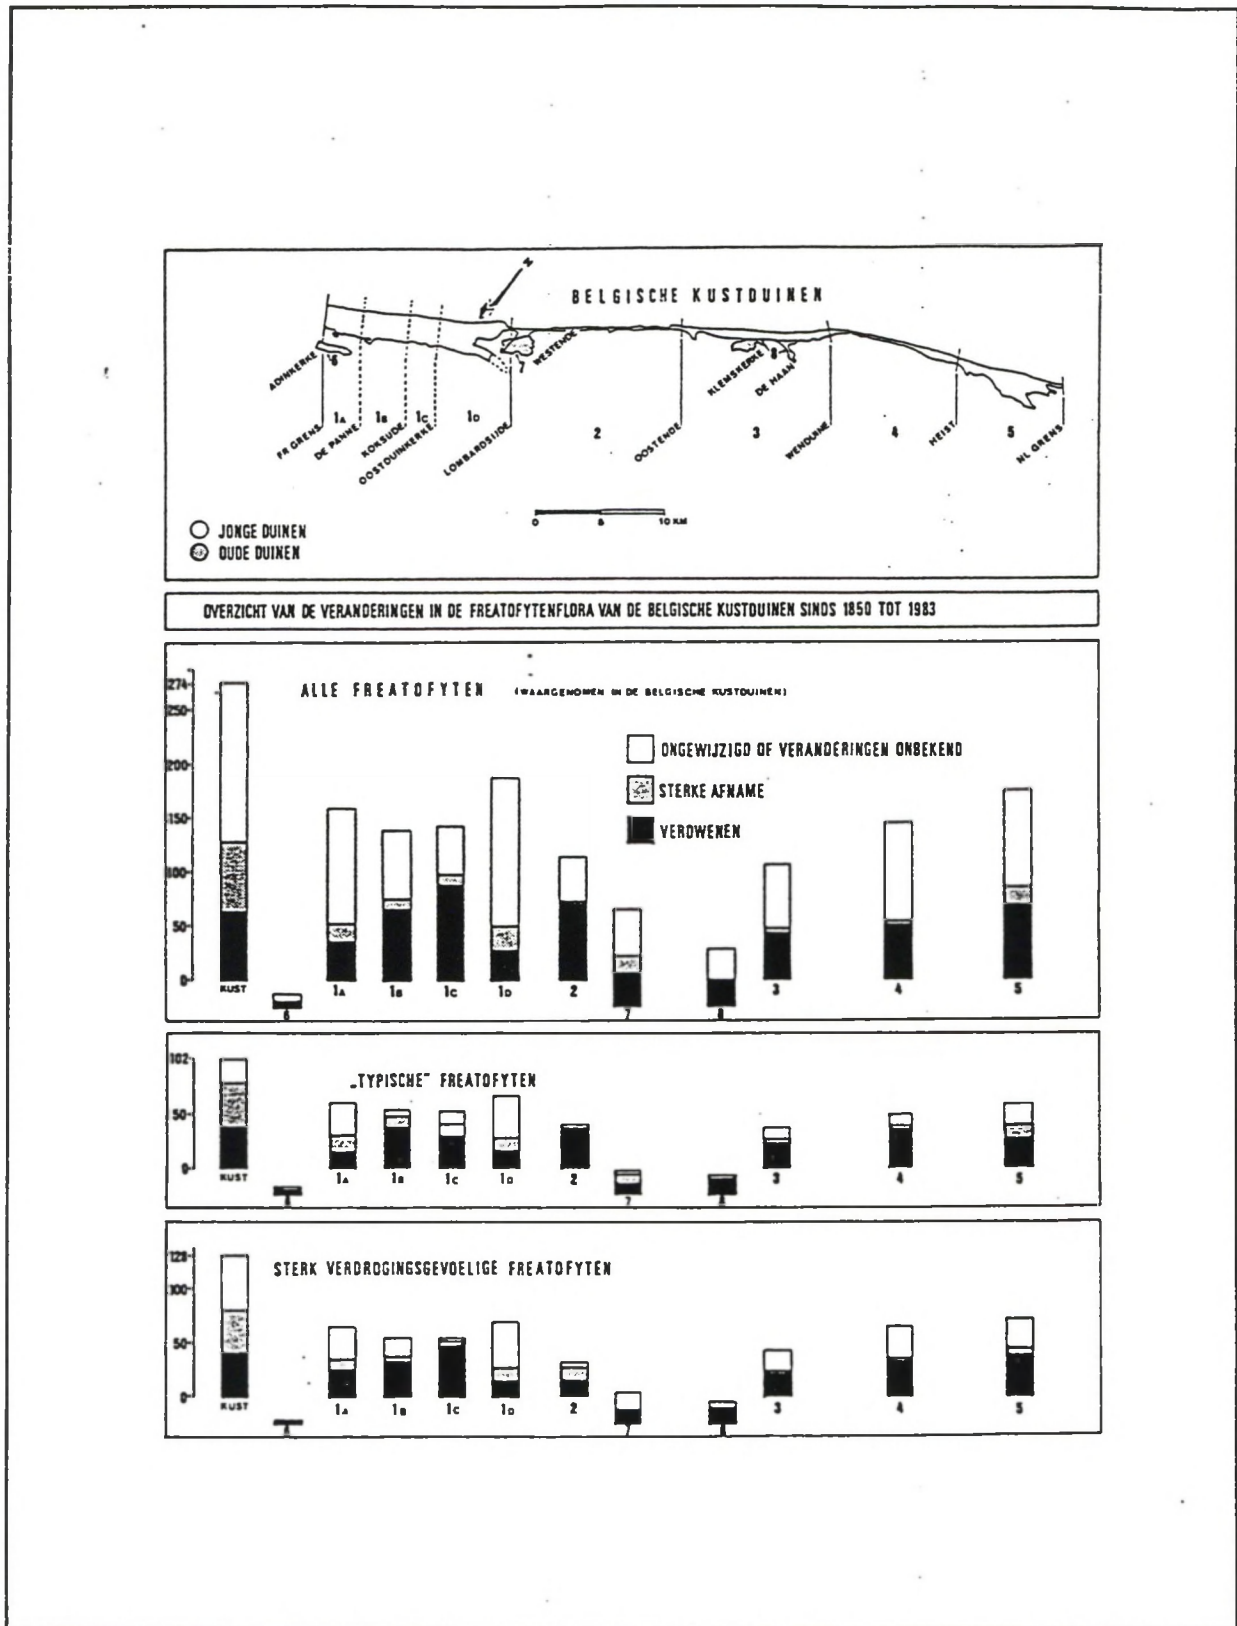 N
BELGISCHE KUSTDUINEN
ADINKERKE
6
7
WESTENDE
KLEMSKERKE
8
DE HAAN
FR GRENS
1A
DE PANNE
1B
KOKSIJDE
1C
OOSTDUINKERKE
1D
LOMBARDSIJDE
2
OOSTENDE
3
WENDUINE
4
HEIST
5
NL GRENS
0 5 10 KM
JONGE DUINEN
OUDE DUINEN
OVERZICHT VAN DE VERANDERINGEN IN DE FREATOFYTENFLORA VAN DE BELGISCHE KUSTDUINEN SINDS 1850 TOT 1983
ALLE FREATOFYTEN (WAARGENOMEN IN DE BELGISCHE KUSTDUINEN)
274
250
200
150
100
50
0
ONGEWIJZIGD OF VERANDERINGEN ONBEKEND
STERKE AFNAME
VERDWENEN
KUST 6 1A 1B 1C 1D 2 7 8 3 4 5
„TYPISCHE" FREATOFYTEN
102
50
0
KUST 6 1A 1B 1C 1D 2 7 8 3 4 5
STERK VERDROGINGSGEVOELIGE FREATOFYTEN
100
50
0
KUST 1A 1B 1C 1D 2 7 3 4 5